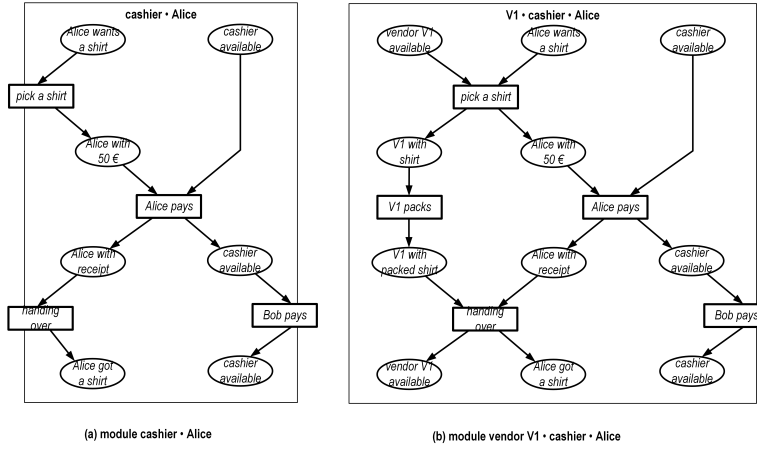 cashier • Alice
Alice wants
a shirt
cashier
available
pick a shirt
Alice with
50 €
Alice pays
Alice with
receipt
cashier
available
handing
over
Bob pays
Alice got
a shirt
cashier
available
(a) module cashier • Alice
V1 • cashier • Alice
vendor V1
available
Alice wants
a shirt
cashier
available
pick a shirt
V1 with
shirt
Alice with
50 €
V1 packs
Alice pays
V1 with
packed shirt
Alice with
receipt
cashier
available
handing
over
Bob pays
vendor V1
available
Alice got
a shirt
cashier
available
(b) module vendor V1 • cashier • Alice